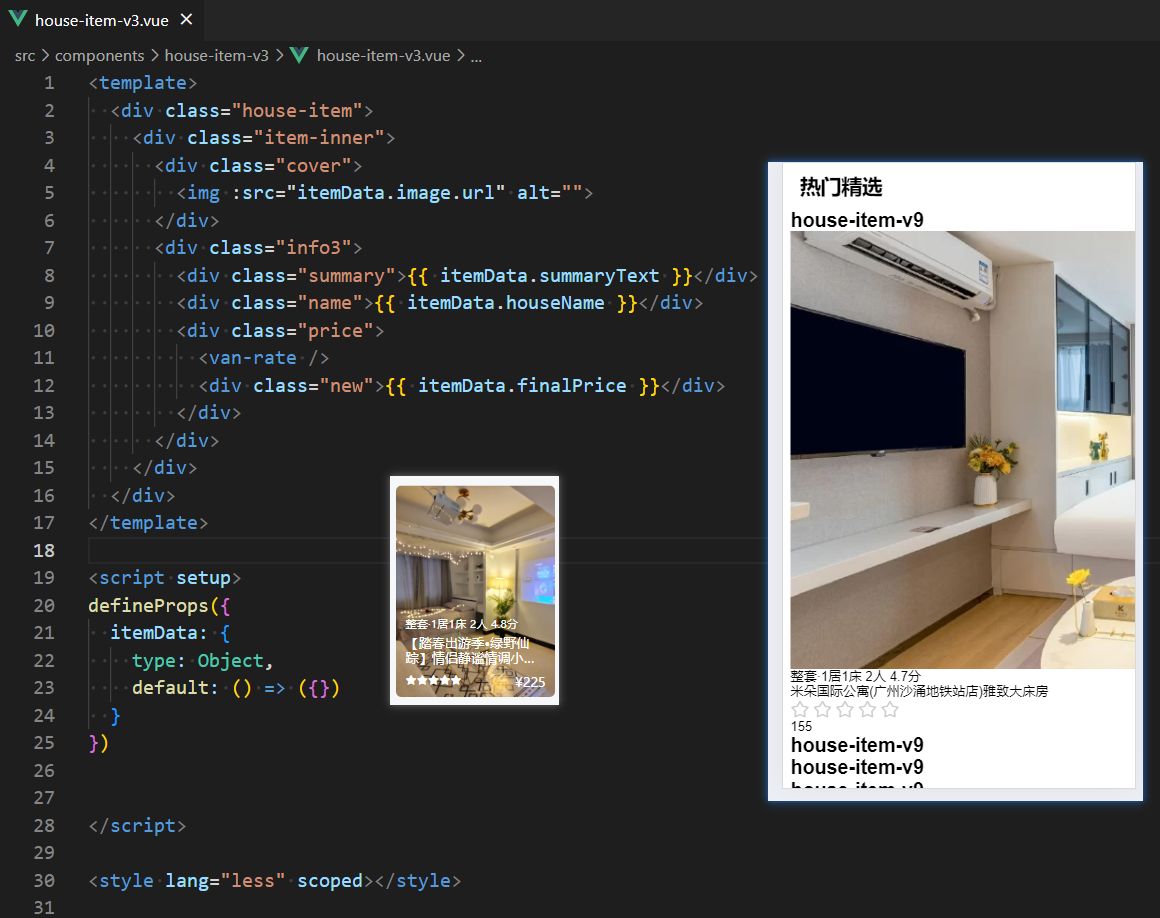 house-item-v3.vue ×
src > components > house-item-v3 > house-item-v3.vue > ...
1 <template>
2   <div class="house-item">
3     <div class="item-inner">
4       <div class="cover">
5         <img :src="itemData.image.url" alt="">
6       </div>
7       <div class="info3">
8         <div class="summary">{{ itemData.summaryText }}</div>
9         <div class="name">{{ itemData.houseName }}</div>
10         <div class="price">
11           <van-rate />
12           <div class="new">{{ itemData.finalPrice }}</div>
13         </div>
14       </div>
15     </div>
16   </div>
17 </template>
18
19 <script setup>
20 defineProps({
21   itemData: {
22     type: Object,
23     default: () => ({})
24   }
25 })
26
27
28 </script>
29
30 <style lang="less" scoped></style>
31
整套·1居1床 2人 4.8分
【踏春出游季•绿野仙
踪】情侣静谧情调小...
¥225
热门精选
house-item-v9
整套·1居1床 2人 4.7分
米朵国际公寓(广州沙涌地铁站店)雅致大床房
155
house-item-v9
house-item-v9
house-item-v9